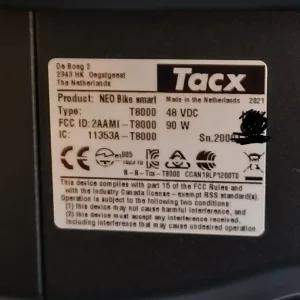 De Boog 2
2343 HK Oegstgeest
The Netherlands
Tacx
Product: NEO Bike smart
Made in the Netherlands 2021
Type: T8000 48 VDC
FCC ID: 2AAMI-T8000 90 W
IC: 11353A-T8000 Sn.200
R-R-Tcx-T8000 CCAN19LP1200T0
This device complies with part 15 of the FCC Rules and
with Industry Canada license-exempt RSS standard(s).
Operation is subject to the following two conditions:
(1) this device may not cause harmful interference, and
(2) this device must accept any interference received,
including interference that may cause undesired operation.